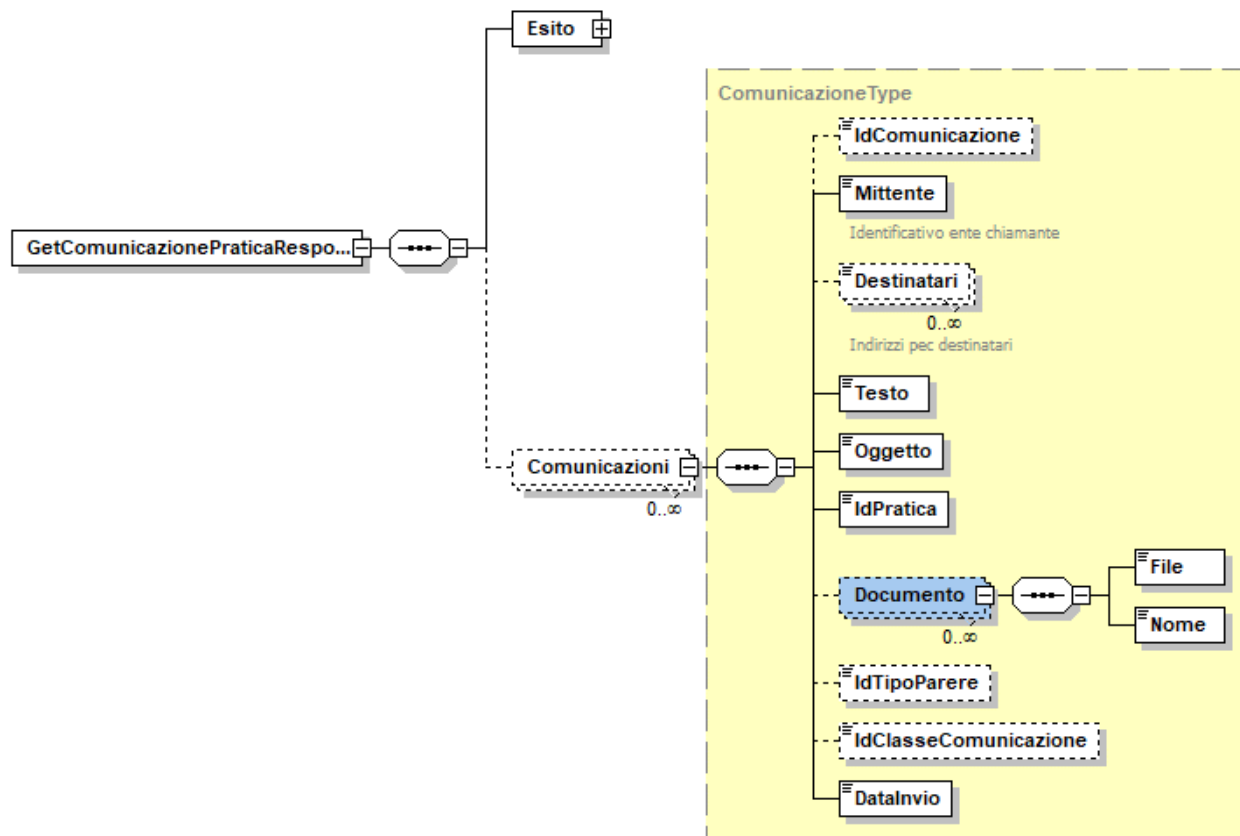 Esito
ComunicazioneType
IdComunicazione
Mittente
Identificativo ente chiamante
GetComunicazionePraticaRespo...
Destinatari
0..∞
Indirizzi pec destinatari
Testo
Oggetto
Comunicazioni
0..∞
IdPratica
File
Documento
0..∞
Nome
IdTipoParere
IdClasseComunicazione
DataInvio